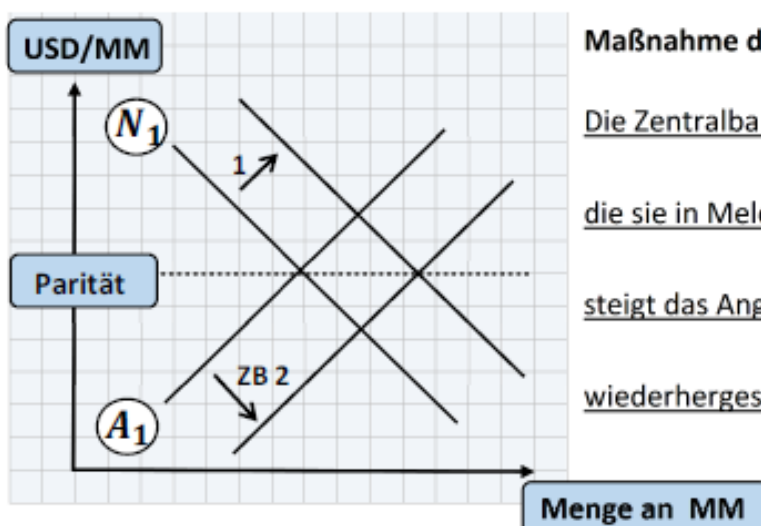 USD/MM
Maßnahme d
N1
Die Zentralba
1
die sie in Mel
Parität
steigt das Ang
ZB 2
wiederherges
A1
Menge an MM